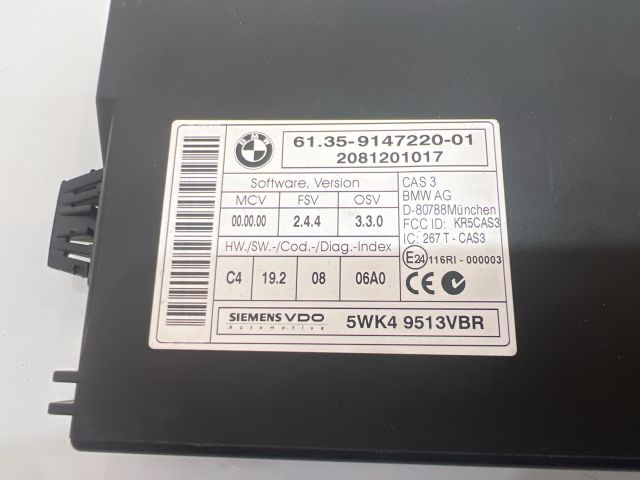 BMW
61.35-9147220-01
2081201017
Software, Version
MCV FSV OSV
00.00.00 2.4.4 3.3.0
HW./SW.-/Cod.-/Diag.-Index
C4 19.2 08 06A0
SIEMENS VDO
Automotive
5WK4 9513VBR
CAS 3
BMW AG
D-80788München
FCC ID: KR5CAS3
IC: 267 T - CAS3
E24 116RI - 000003
CE